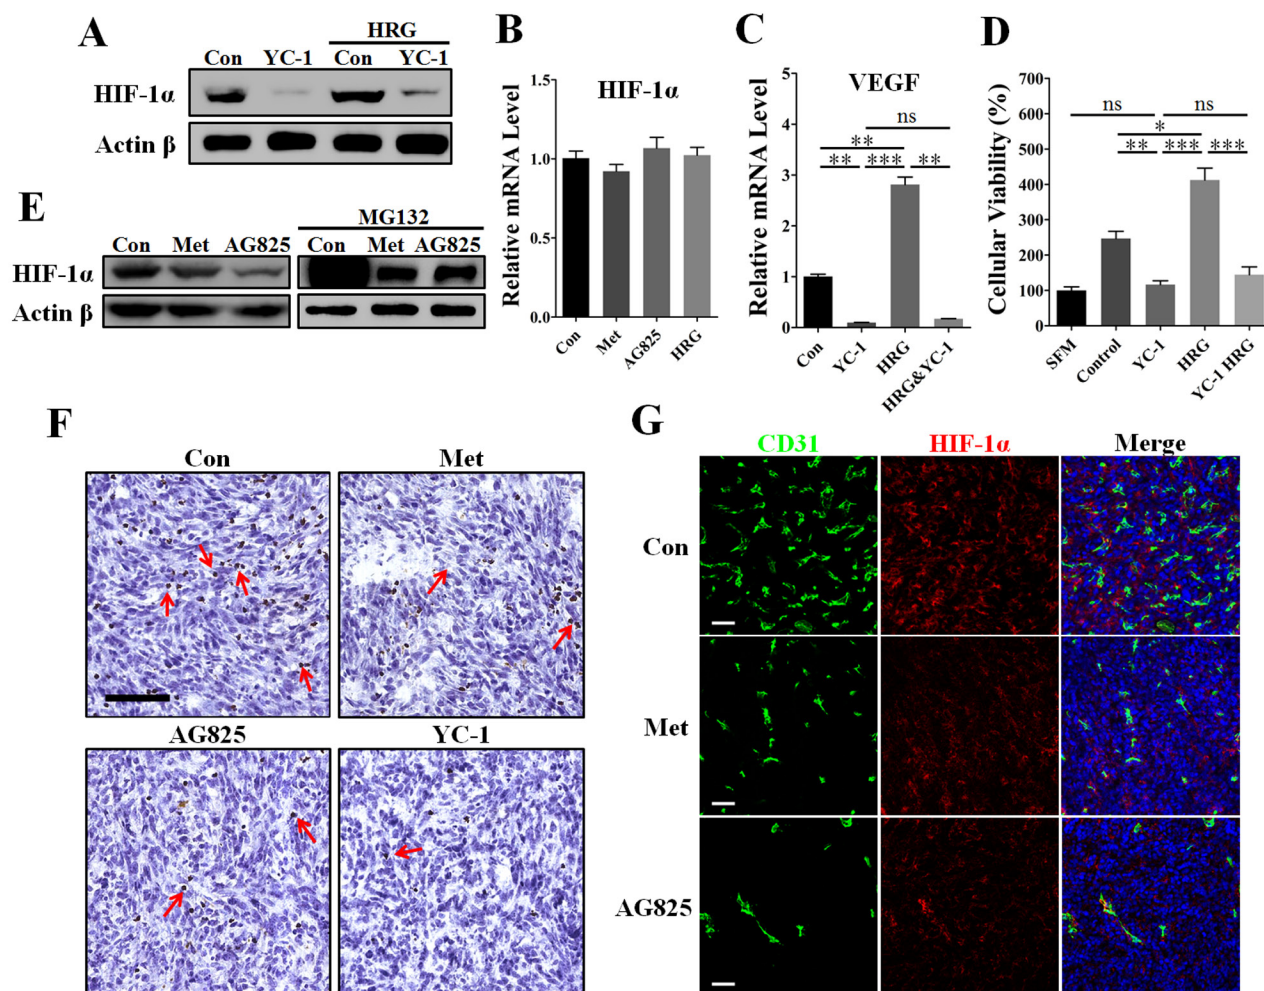 A
HRG
Con YC-1 Con YC-1
HIF-1α
Actin β
B
HIF-1α
Relative mRNA Level
1.5
1.0
0.5
0.0
Con Met AG825 HRG
C
VEGF
Relative mRNA Level
5
4
3
2
1
0
ns
**
** *** **
Con YC-1 HRG HRG&YC-1
D
Cellular Viability (%)
700
600
500
400
300
200
100
0
ns ns
*
** *** ***
SFM Control YC-1 HRG YC-1 HRG
E
MG132
Con Met AG825 Con Met AG825
HIF-1α
Actin β
F
Con Met
AG825 YC-1
G
CD31 HIF-1α Merge
Con
Met
AG825